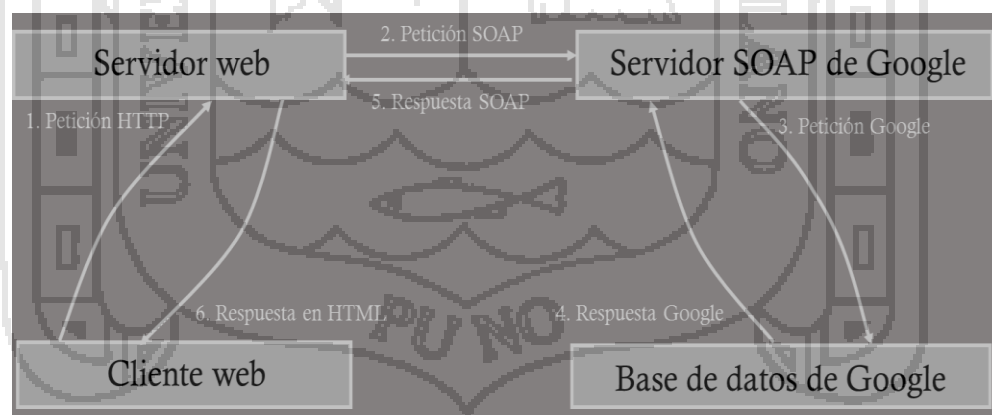 2. Petición SOAP
Servidor web
Servidor SOAP de Google
5. Respuesta SOAP
1. Petición HTTP
3. Petición Google
6. Respuesta en HTML
4. Respuesta Google
PUNO
Cliente web
Base de datos de Google